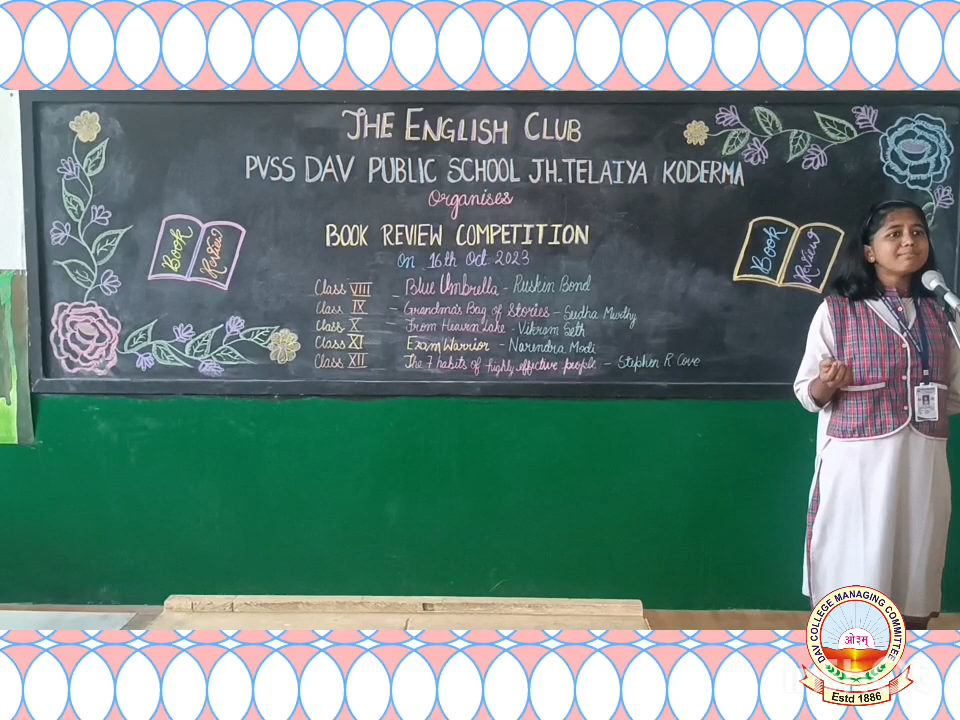 THE ENGLISH CLUB
PVSS DAV PUBLIC SCHOOL JH.TELAIYA KODERMA
Organises
BOOK REVIEW COMPETITION
On 16th Oct 2023
Book Review
Book Review
Class VIII - Blue Umbrella - Ruskin Bond
Class IX - Grandma's Bag of Stories - Sudha Murthy
Class X - From Heaven Lake - Vikram Seth
Class XI Exam Warrior - Narendra Modi
Class XII The 7 habits of highly effective people - Stephen R Cove
DAV COLLEGE MANAGING COMMITTEE
ओ३म्
Estd 1886